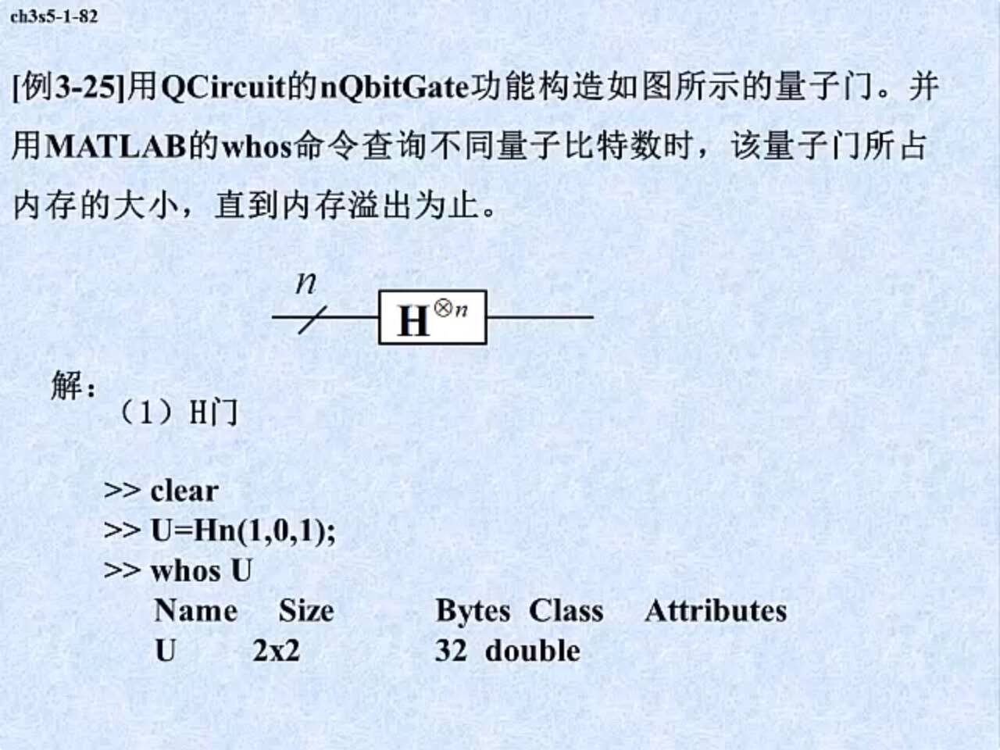 ch3s5-1-82
[例3-25]用QCircuit的nQbitGate功能构造如图所示的量子门。并
用MATLAB的whos命令查询不同量子比特数时，该量子门所占
内存的大小，直到内存溢出为止。
n
H⊗n
解：
（1）H门
>> clear
>> U=Hn(1,0,1);
>> whos U
Name Size Bytes Class Attributes
U 2x2 32 double